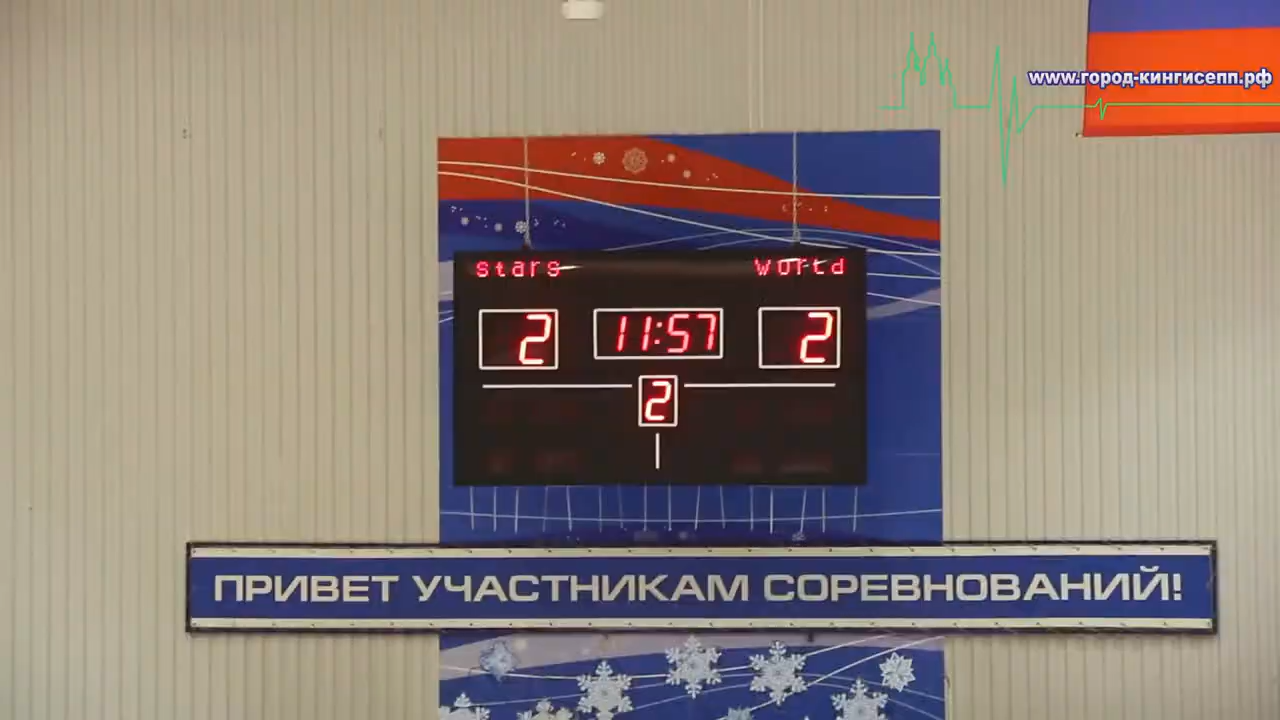 www.город-кингисепп.рф
stars world
2 11:57 2
2
ПРИВЕТ УЧАСТНИКАМ СОРЕВНОВАНИЙ!